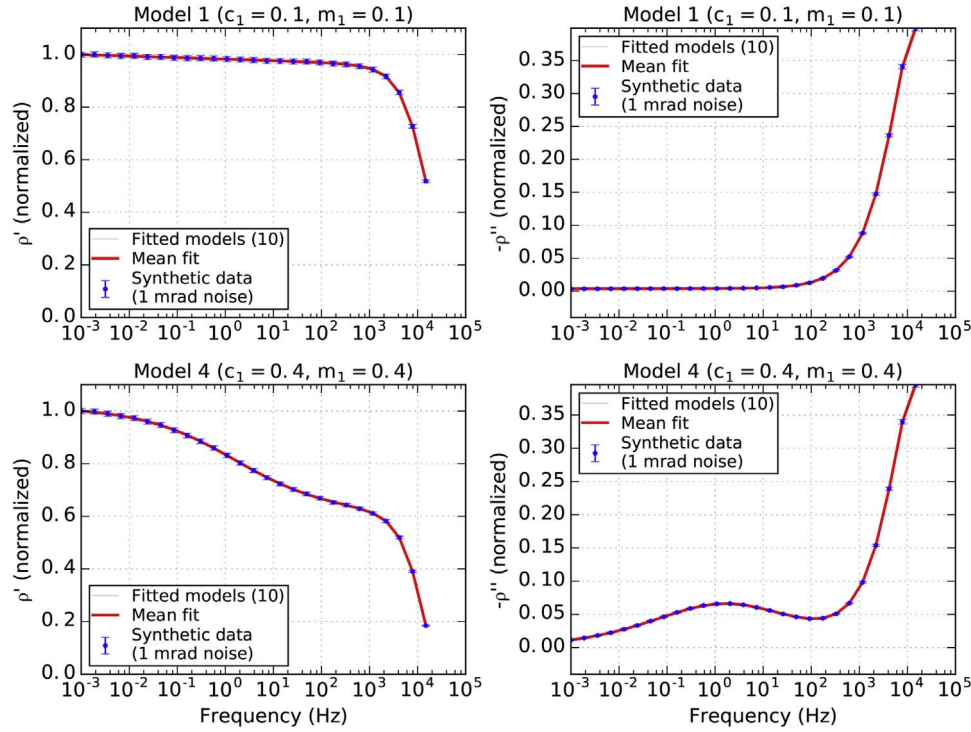 Model 1 (c₁ = 0.1, m₁ = 0.1)
1.0
0.8
0.6
0.4
0.2
0.0
ρ' (normalized)
Fitted models (10)
Mean fit
Synthetic data
(1 mrad noise)
10⁻³ 10⁻² 10⁻¹ 10⁰ 10¹ 10² 10³ 10⁴ 10⁵
Model 1 (c₁ = 0.1, m₁ = 0.1)
0.35
0.30
0.25
0.20
0.15
0.10
0.05
0.00
-ρ'' (normalized)
Fitted models (10)
Mean fit
Synthetic data
(1 mrad noise)
10⁻³ 10⁻² 10⁻¹ 10⁰ 10¹ 10² 10³ 10⁴ 10⁵
Model 4 (c₁ = 0.4, m₁ = 0.4)
1.0
0.8
0.6
0.4
0.2
0.0
ρ' (normalized)
Fitted models (10)
Mean fit
Synthetic data
(1 mrad noise)
10⁻³ 10⁻² 10⁻¹ 10⁰ 10¹ 10² 10³ 10⁴ 10⁵
Frequency (Hz)
Model 4 (c₁ = 0.4, m₁ = 0.4)
0.35
0.30
0.25
0.20
0.15
0.10
0.05
0.00
-ρ'' (normalized)
Fitted models (10)
Mean fit
Synthetic data
(1 mrad noise)
10⁻³ 10⁻² 10⁻¹ 10⁰ 10¹ 10² 10³ 10⁴ 10⁵
Frequency (Hz)